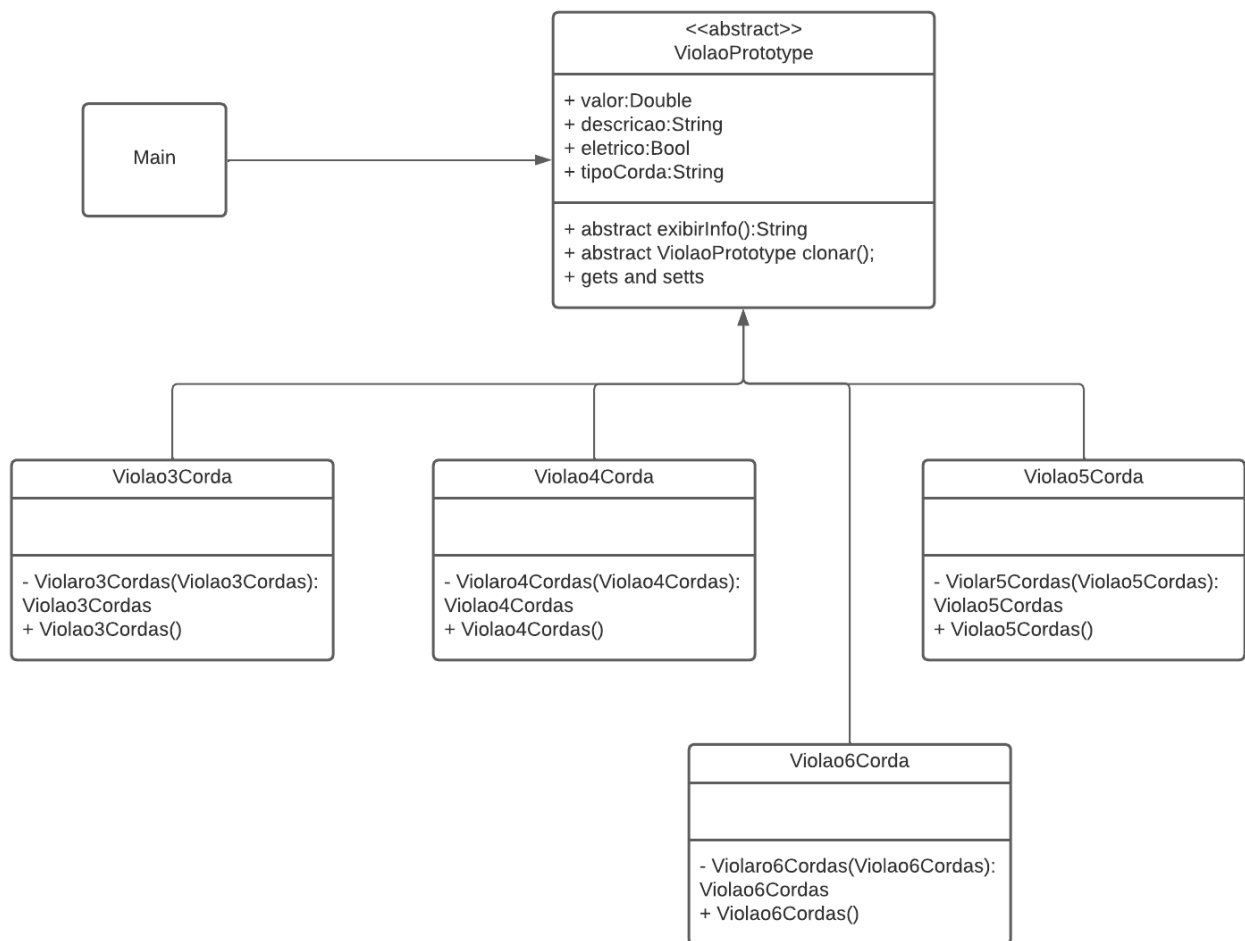 <<abstract>>
ViolaoPrototype
+ valor:Double
+ descricao:String
+ eletrico:Bool
+ tipoCorda:String
+ abstract exibirInfo():String
+ abstract ViolaoPrototype clonar();
+ gets and setts
Main
Violao3Corda
- Violaro3Cordas(Violao3Cordas):
Violao3Cordas
+ Violao3Cordas()
Violao4Corda
- Violaro4Cordas(Violao4Cordas):
Violao4Cordas
+ Violao4Cordas()
Violao5Corda
- Violar5Cordas(Violao5Cordas):
Violao5Cordas
+ Violao5Cordas()
Violao6Corda
- Violaro6Cordas(Violao6Cordas):
Violao6Cordas
+ Violao6Cordas()